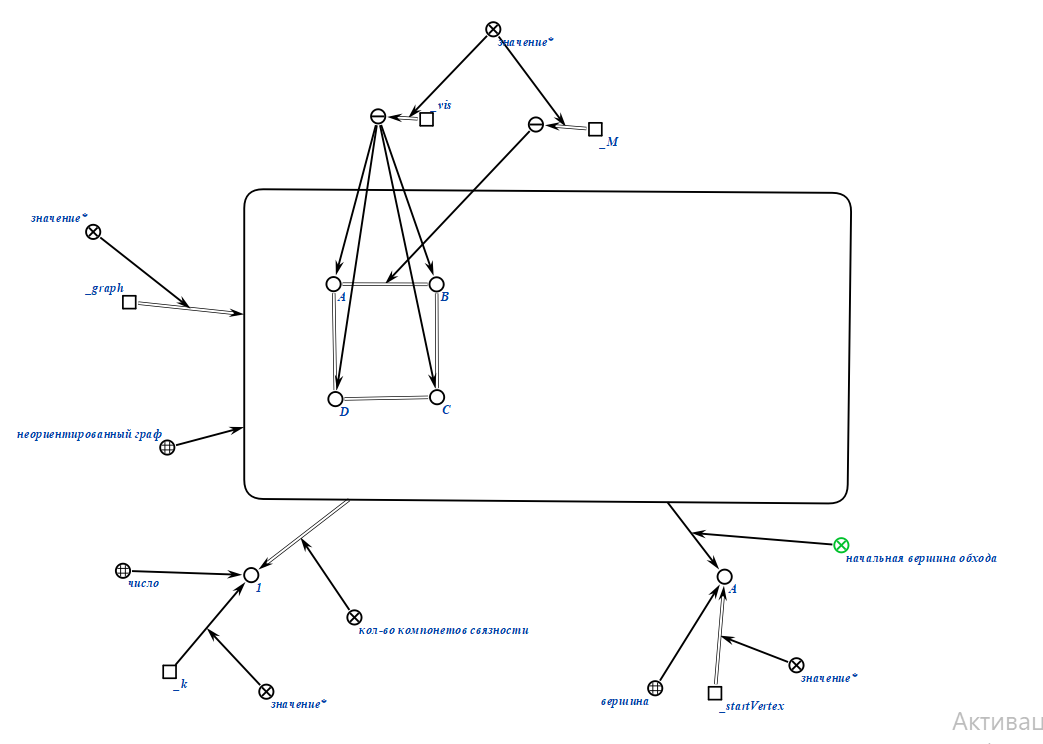 значение*
_vis
_M
значение*
_graph
A
B
D
C
неориентированный граф
начальная вершина обхода
число
1
A
кол-во компонетов связности
_k
значение*
значение*
вершина
_startVertex
Активац